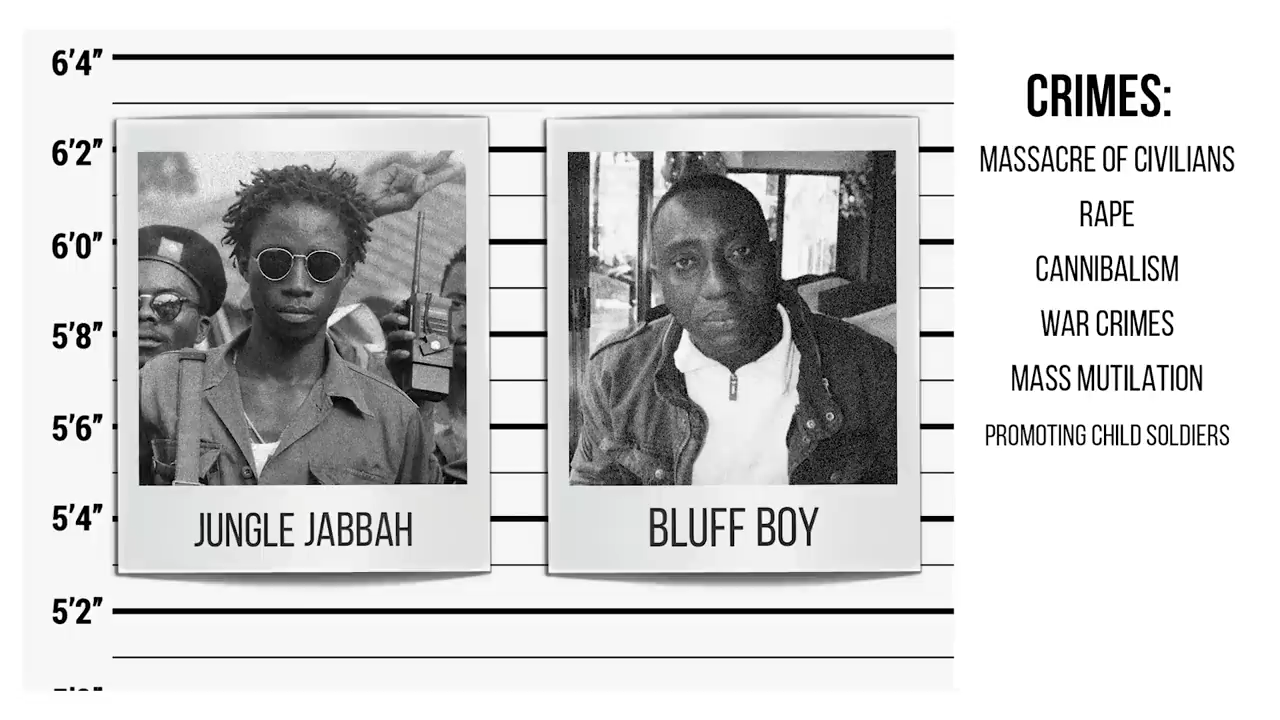 6'4"
6'2"
6'0"
5'8"
5'6"
5'4"
5'2"
JUNGLE JABBAH
BLUFF BOY
CRIMES:
MASSACRE OF CIVILIANS
RAPE
CANNIBALISM
WAR CRIMES
MASS MUTILATION
PROMOTING CHILD SOLDIERS